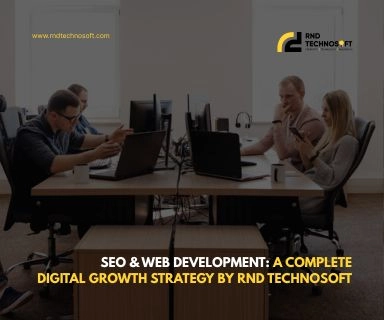 www.rndtechnosoft.com
RND
TECHNOSOFT
SEO & WEB DEVELOPMENT: A COMPLETE
DIGITAL GROWTH STRATEGY BY RND TECHNOSOFT